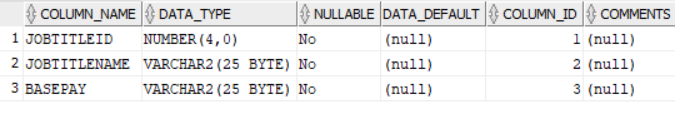 COLUMN_NAME DATA_TYPE NULLABLE DATA_DEFAULT COLUMN_ID COMMENTS
1 JOBTITLEID NUMBER(4,0) No (null) 1 (null)
2 JOBTITLENAME VARCHAR2(25 BYTE) No (null) 2 (null)
3 BASEPAY VARCHAR2(25 BYTE) No (null) 3 (null)